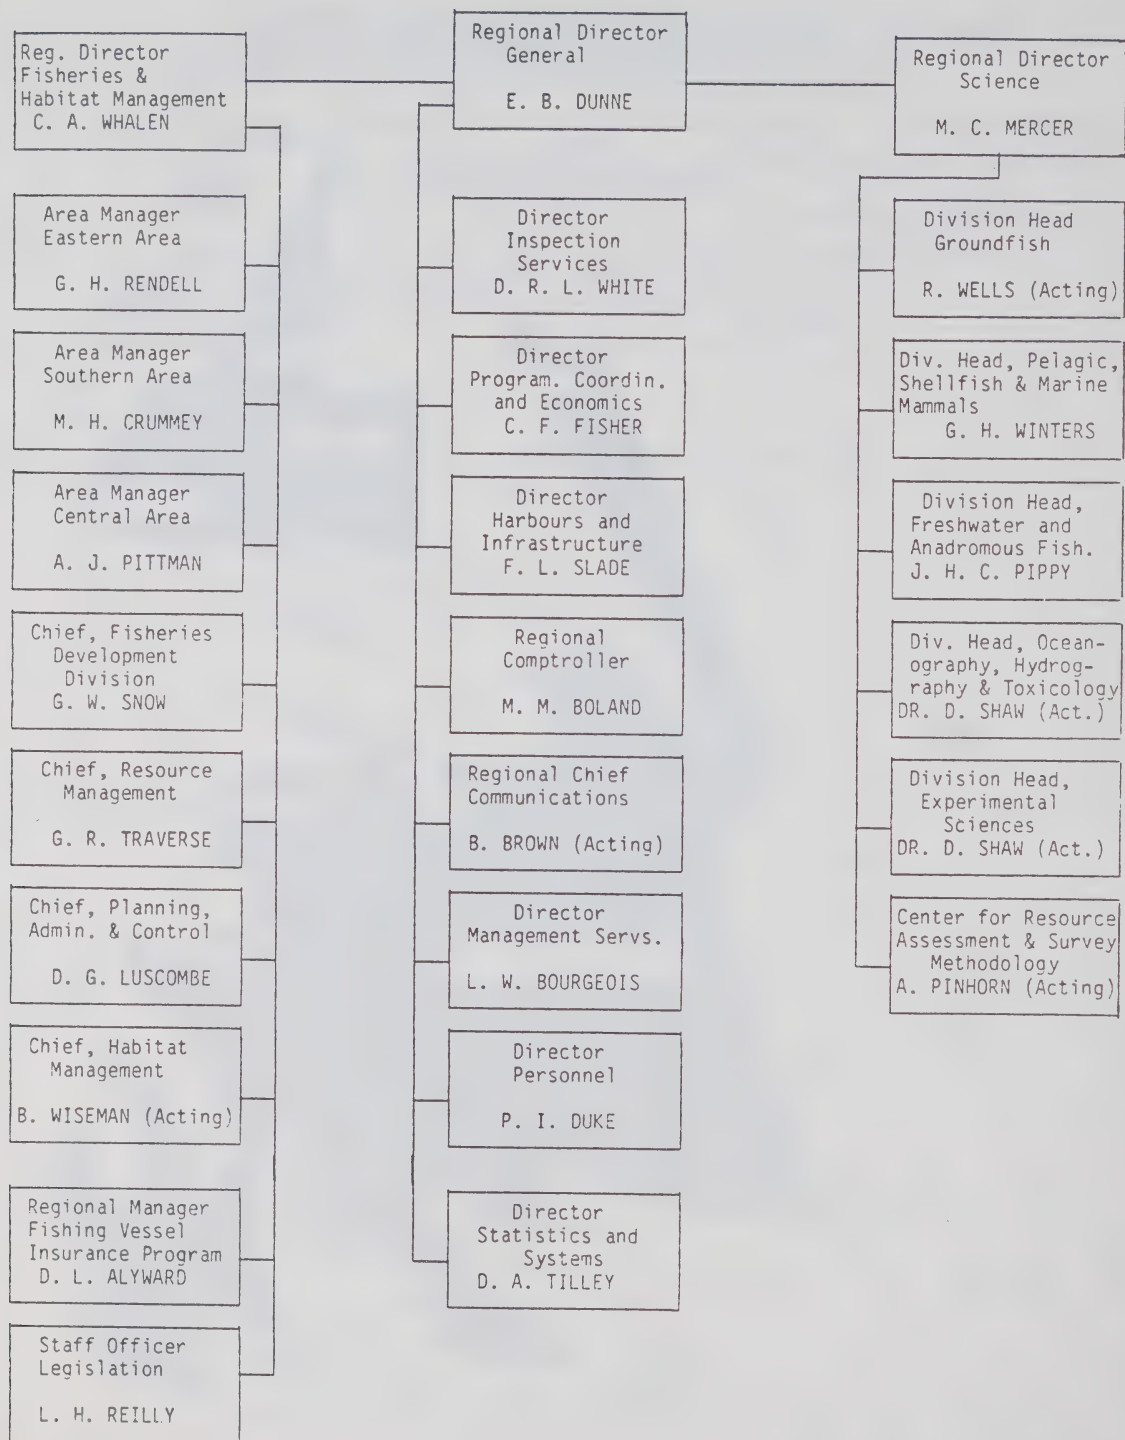 Reg. Director
Fisheries &
Habitat Management
C. A. WHALEN
Area Manager
Eastern Area
G. H. RENDELL
Area Manager
Southern Area
M. H. CRUMMEY
Area Manager
Central Area
A. J. PITTMAN
Chief, Fisheries
Development
Division
G. W. SNOW
Chief, Resource
Management
G. R. TRAVERSE
Chief, Planning,
Admin. & Control
D. G. LUSCOMBE
Chief, Habitat
Management
B. WISEMAN (Acting)
Regional Manager
Fishing Vessel
Insurance Program
D. L. ALYWARD
Staff Officer
Legislation
L. H. REILLY
Regional Director
General
E. B. DUNNE
Director
Inspection
Services
D. R. L. WHITE
Director
Program. Coordin.
and Economics
C. F. FISHER
Director
Harbours and
Infrastructure
F. L. SLADE
Regional
Comptroller
M. M. BOLAND
Regional Chief
Communications
B. BROWN (Acting)
Director
Management Servs.
L. W. BOURGEOIS
Director
Personnel
P. I. DUKE
Director
Statistics and
Systems
D. A. TILLEY
Regional Director
Science
M. C. MERCER
Division Head
Groundfish
R. WELLS (Acting)
Div. Head, Pelagic,
Shellfish & Marine
Mammals
G. H. WINTERS
Division Head,
Freshwater and
Anadromous Fish.
J. H. C. PIPPY
Div. Head, Ocean-
ography, Hydrog-
raphy & Toxicology
DR. D. SHAW (Act.)
Division Head,
Experimental
Sciences
DR. D. SHAW (Act.)
Center for Resource
Assessment & Survey
Methodology
A. PINHORN (Acting)